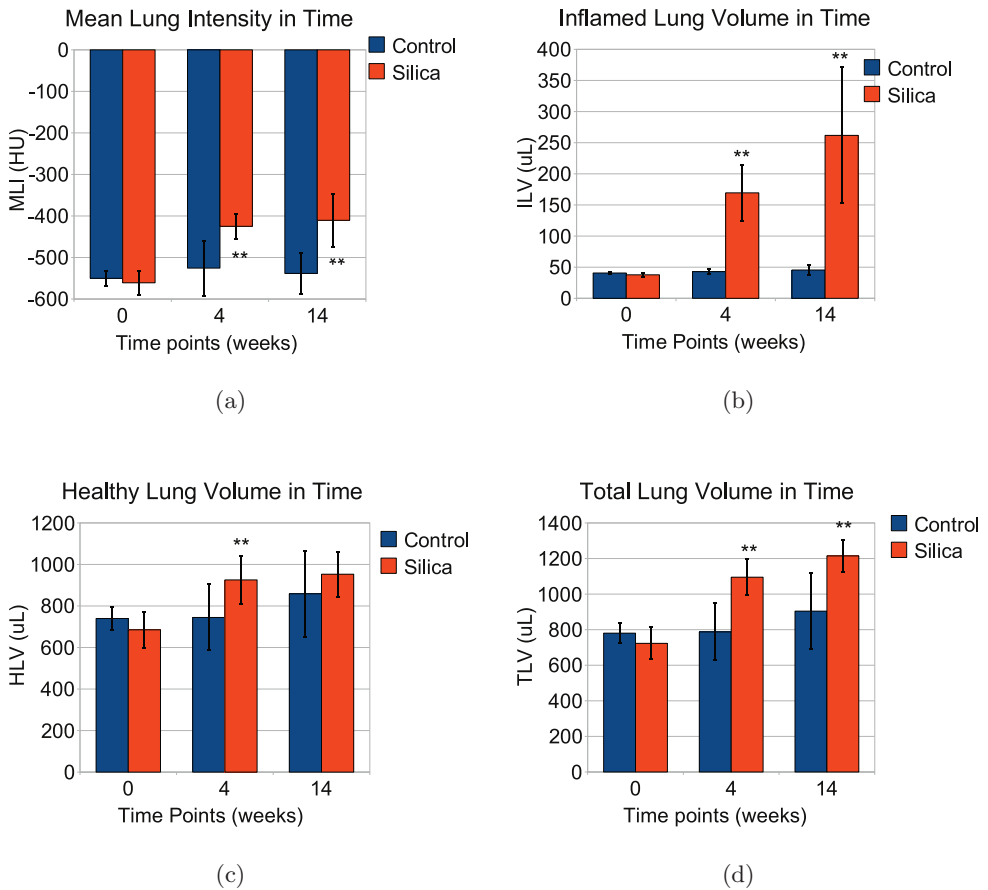 Mean Lung Intensity in Time
Control
Silica
0
-100
-200
-300
-400
-500
-600
MLI (HU)
**
**
0 4 14
Time points (weeks)
(a)
Inflamed Lung Volume in Time
Control
Silica
400
350
300
250
200
150
100
50
0
ILV (uL)
**
**
0 4 14
Time Points (weeks)
(b)
Healthy Lung Volume in Time
Control
Silica
1200
1000
800
600
400
200
0
HLV (uL)
**
0 4 14
Time Points (weeks)
(c)
Total Lung Volume in Time
Control
Silica
1400
1200
1000
800
600
400
200
0
TLV (uL)
**
**
0 4 14
Time points (weeks)
(d)